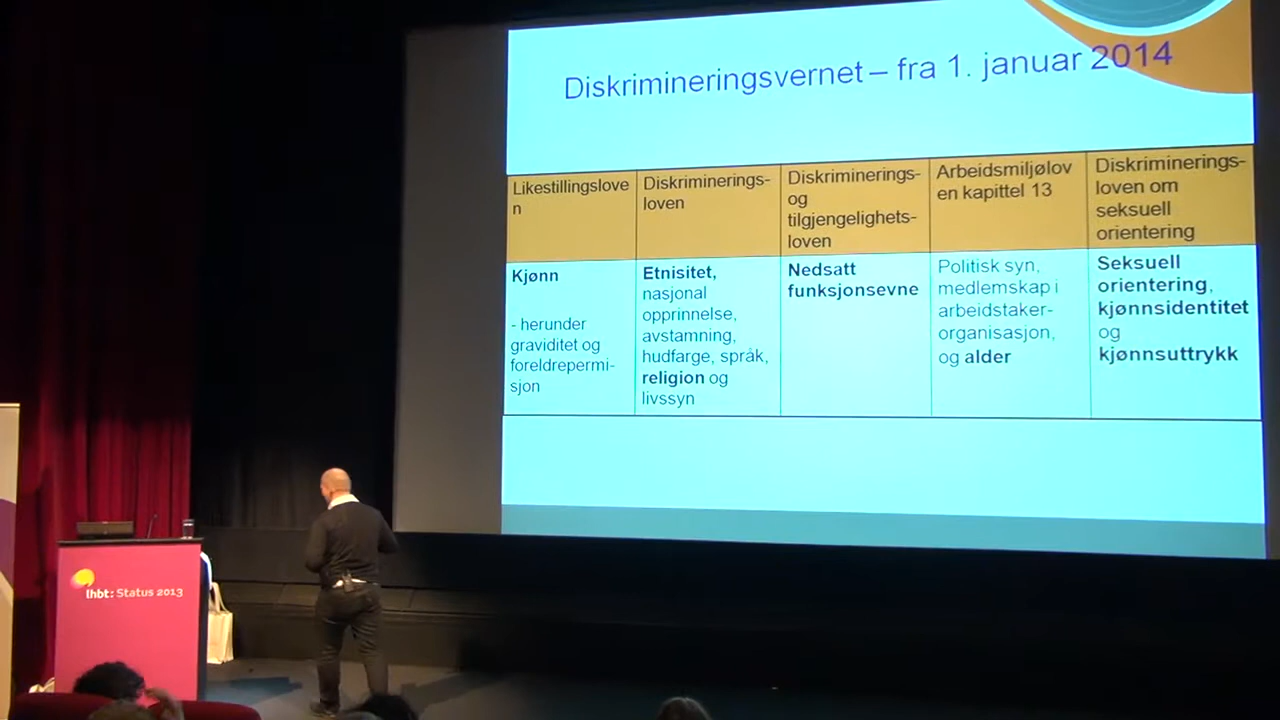 Diskrimineringsvernet – fra 1. januar 2014
Likestillingslove
n
Diskriminerings-
loven
Diskriminerings-
og
tilgjengelighets-
loven
Arbeidsmiljølov
en kapittel 13
Diskriminerings-
loven om
seksuell
orientering
Kjønn
- herunder
graviditet og
foreldrepermi-
sjon
Etnisitet,
nasjonal
opprinnelse,
avstamning,
hudfarge, språk,
religion og
livssyn
Nedsatt
funksjonsevne
Politisk syn,
medlemskap i
arbeidstaker-
organisasjon,
og alder
Seksuell
orientering,
kjønnsidentitet
og
kjønnsuttrykk
lhbt: Status 2013